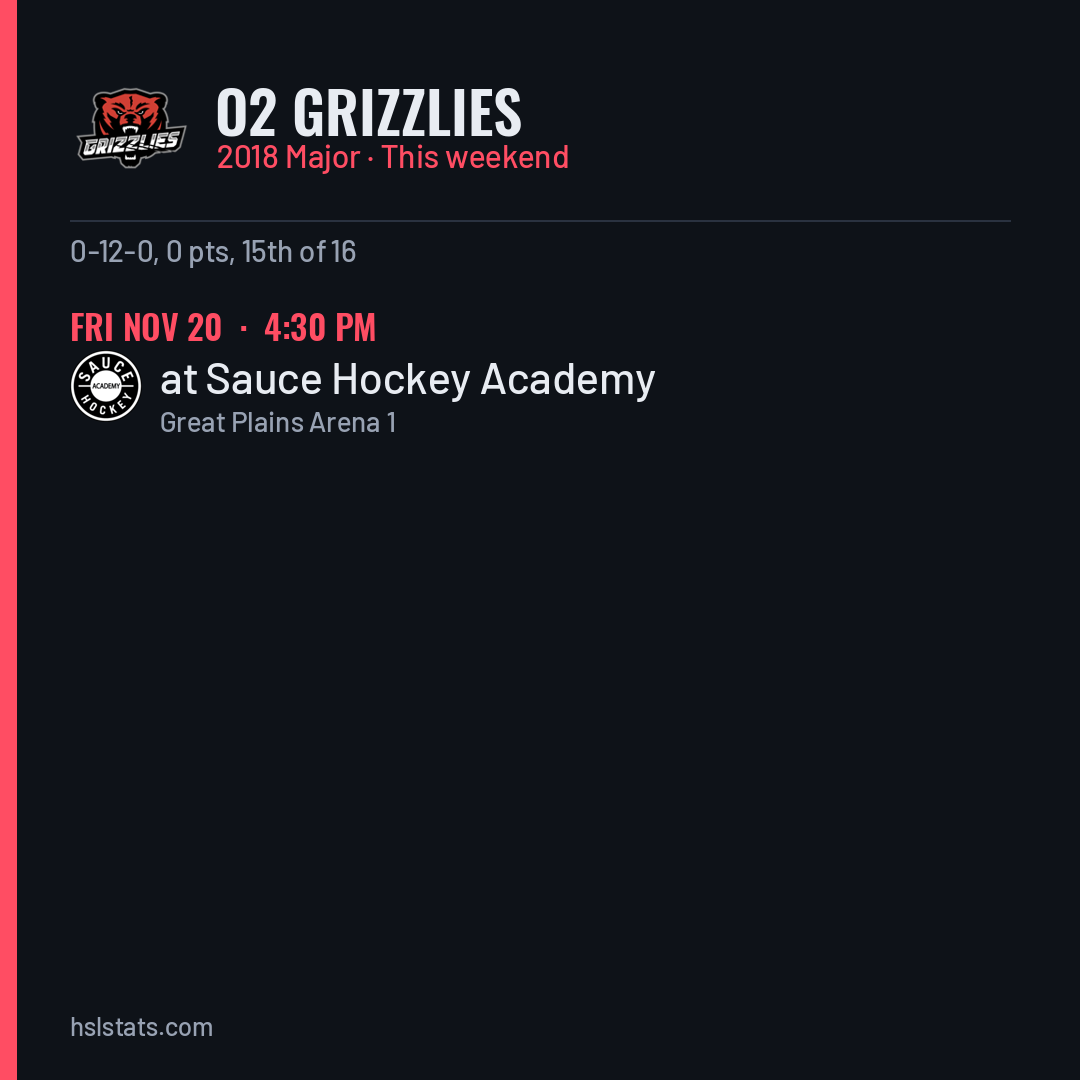 GRIZZLIES
O2 GRIZZLIES
2018 Major · This weekend
0-12-0, 0 pts, 15th of 16
FRI NOV 20 · 4:30 PM
SAUCE
ACADEMY
HOCKEY
at Sauce Hockey Academy
Great Plains Arena 1
hslstats.com